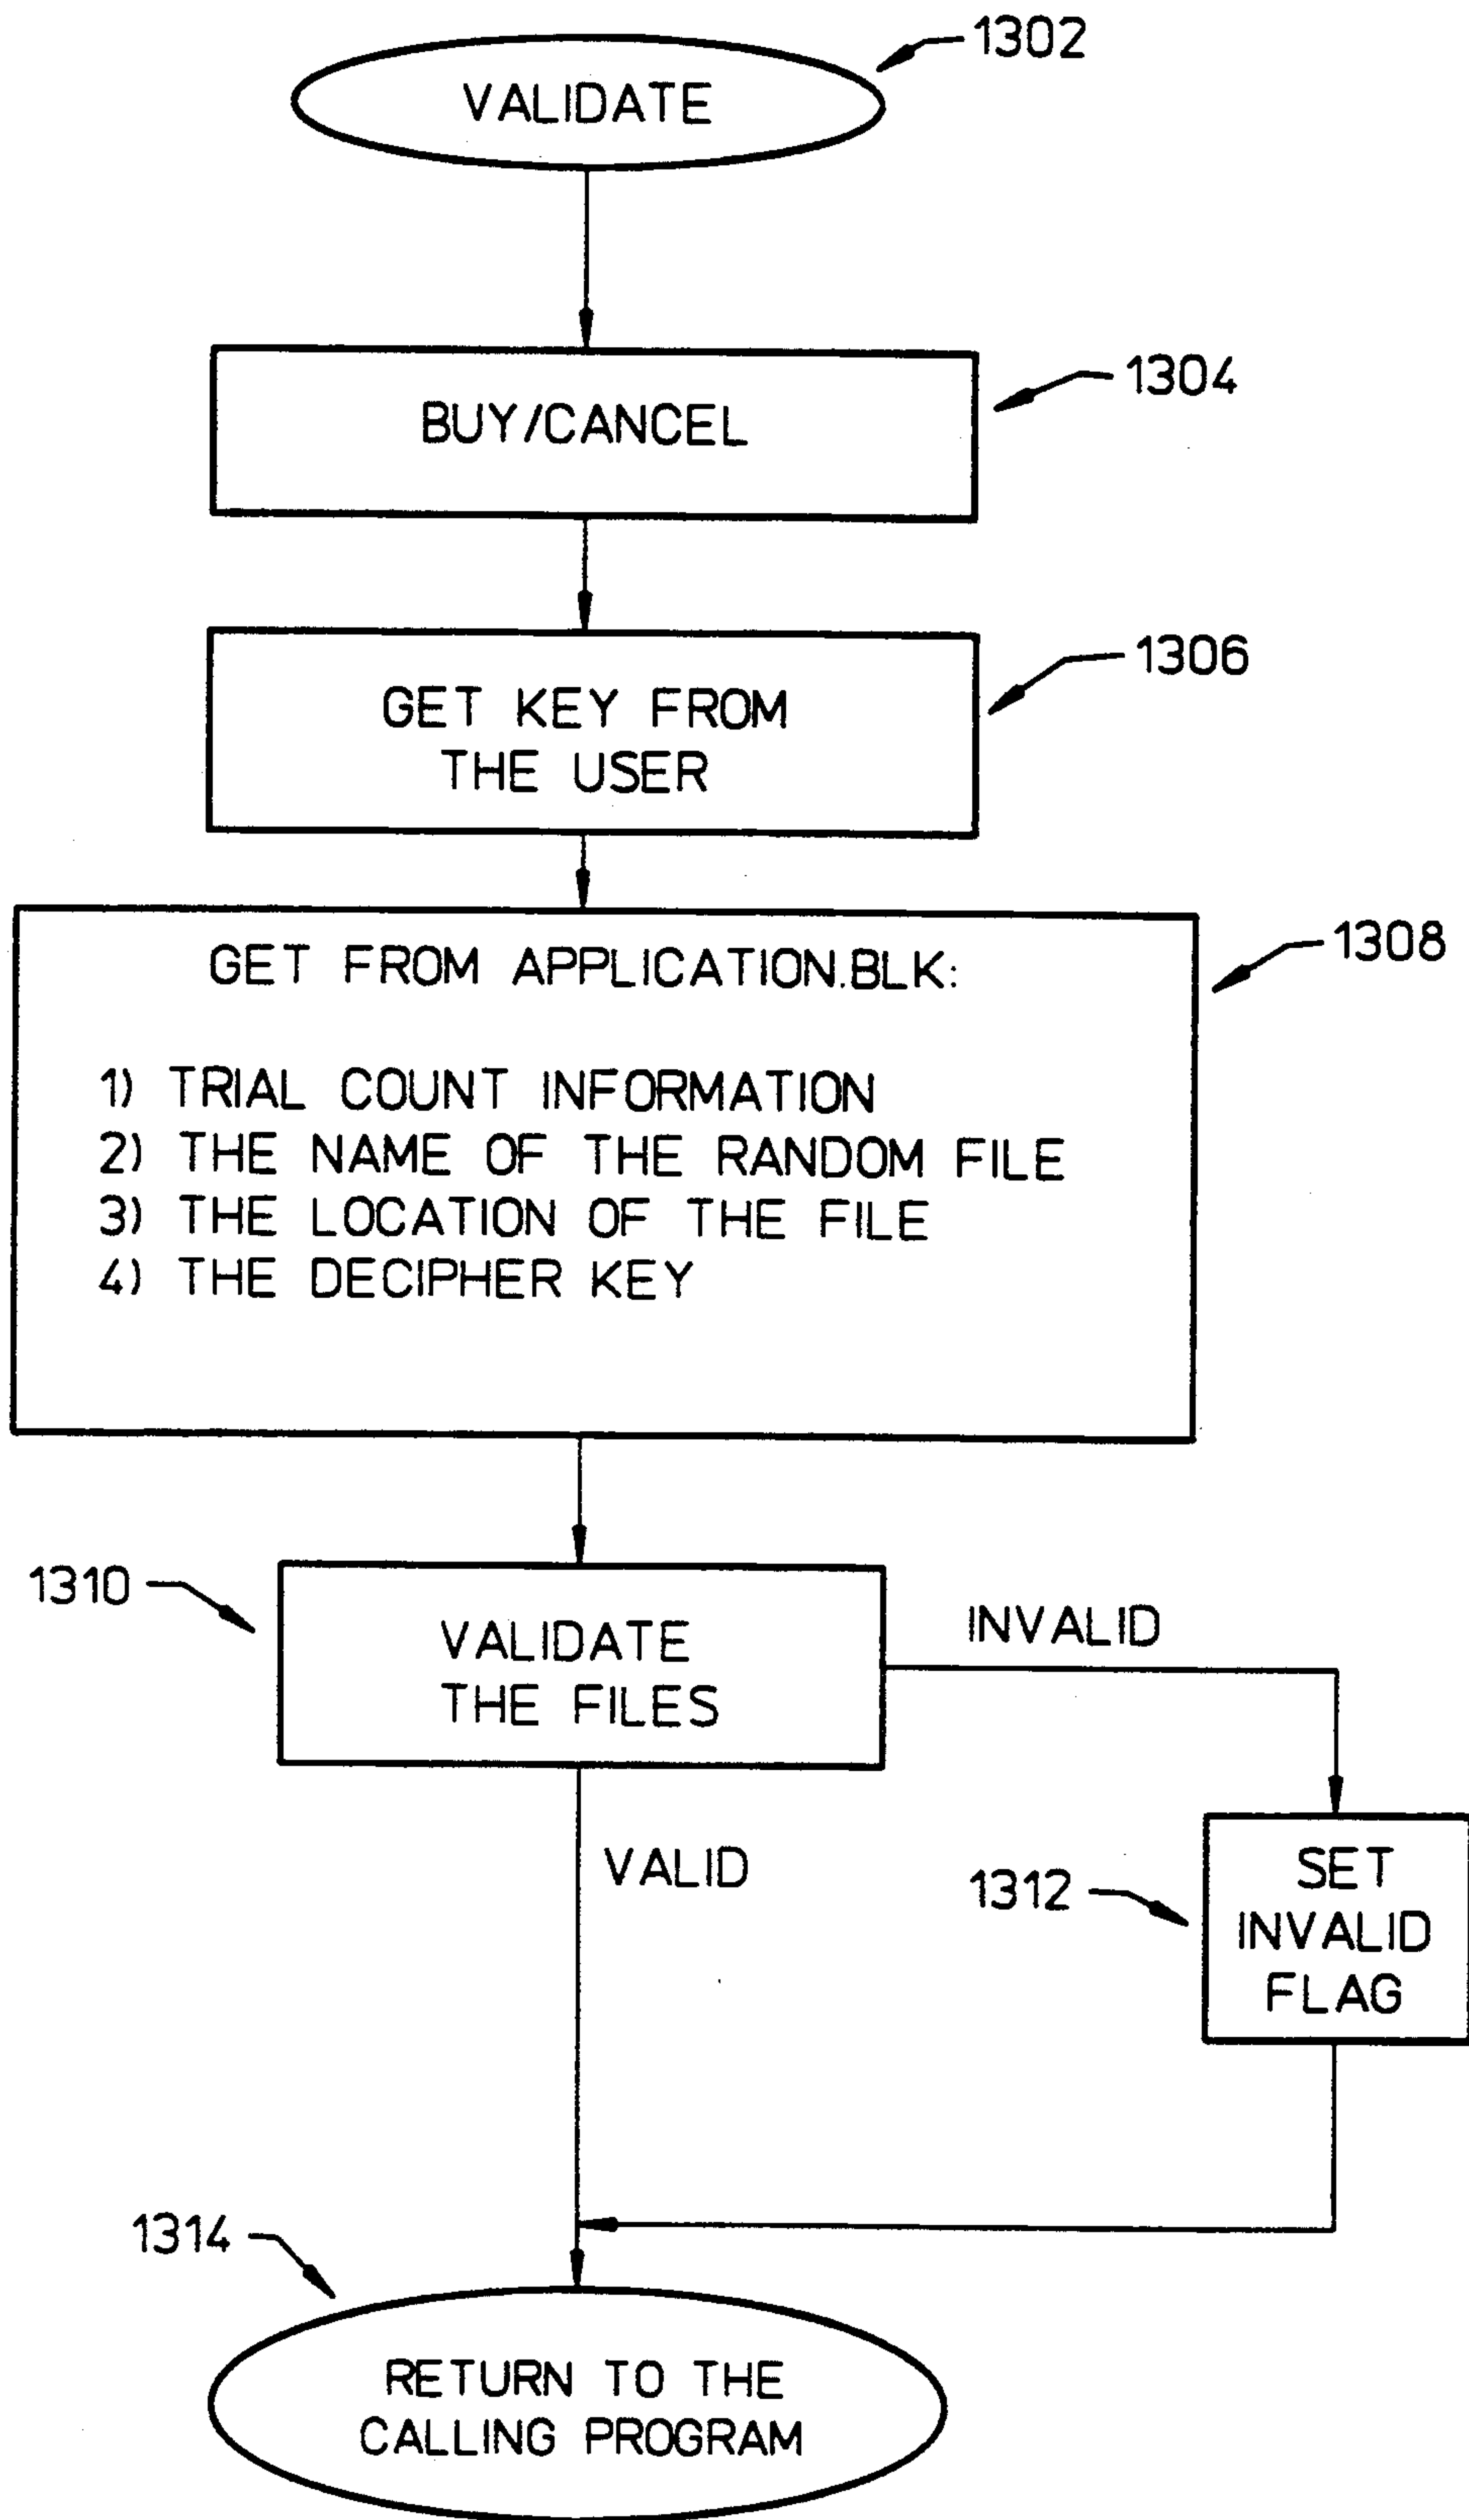 1302
VALIDATE
1304
BUY/CANCEL
1306
GET KEY FROM
THE USER
1308
GET FROM APPLICATION.BLK:
1) TRIAL COUNT INFORMATION
2) THE NAME OF THE RANDOM FILE
3) THE LOCATION OF THE FILE
4) THE DECIPHER KEY
1310
VALIDATE
THE FILES
INVALID
VALID
1312
SET
INVALID
FLAG
1314
RETURN TO THE
CALLING PROGRAM